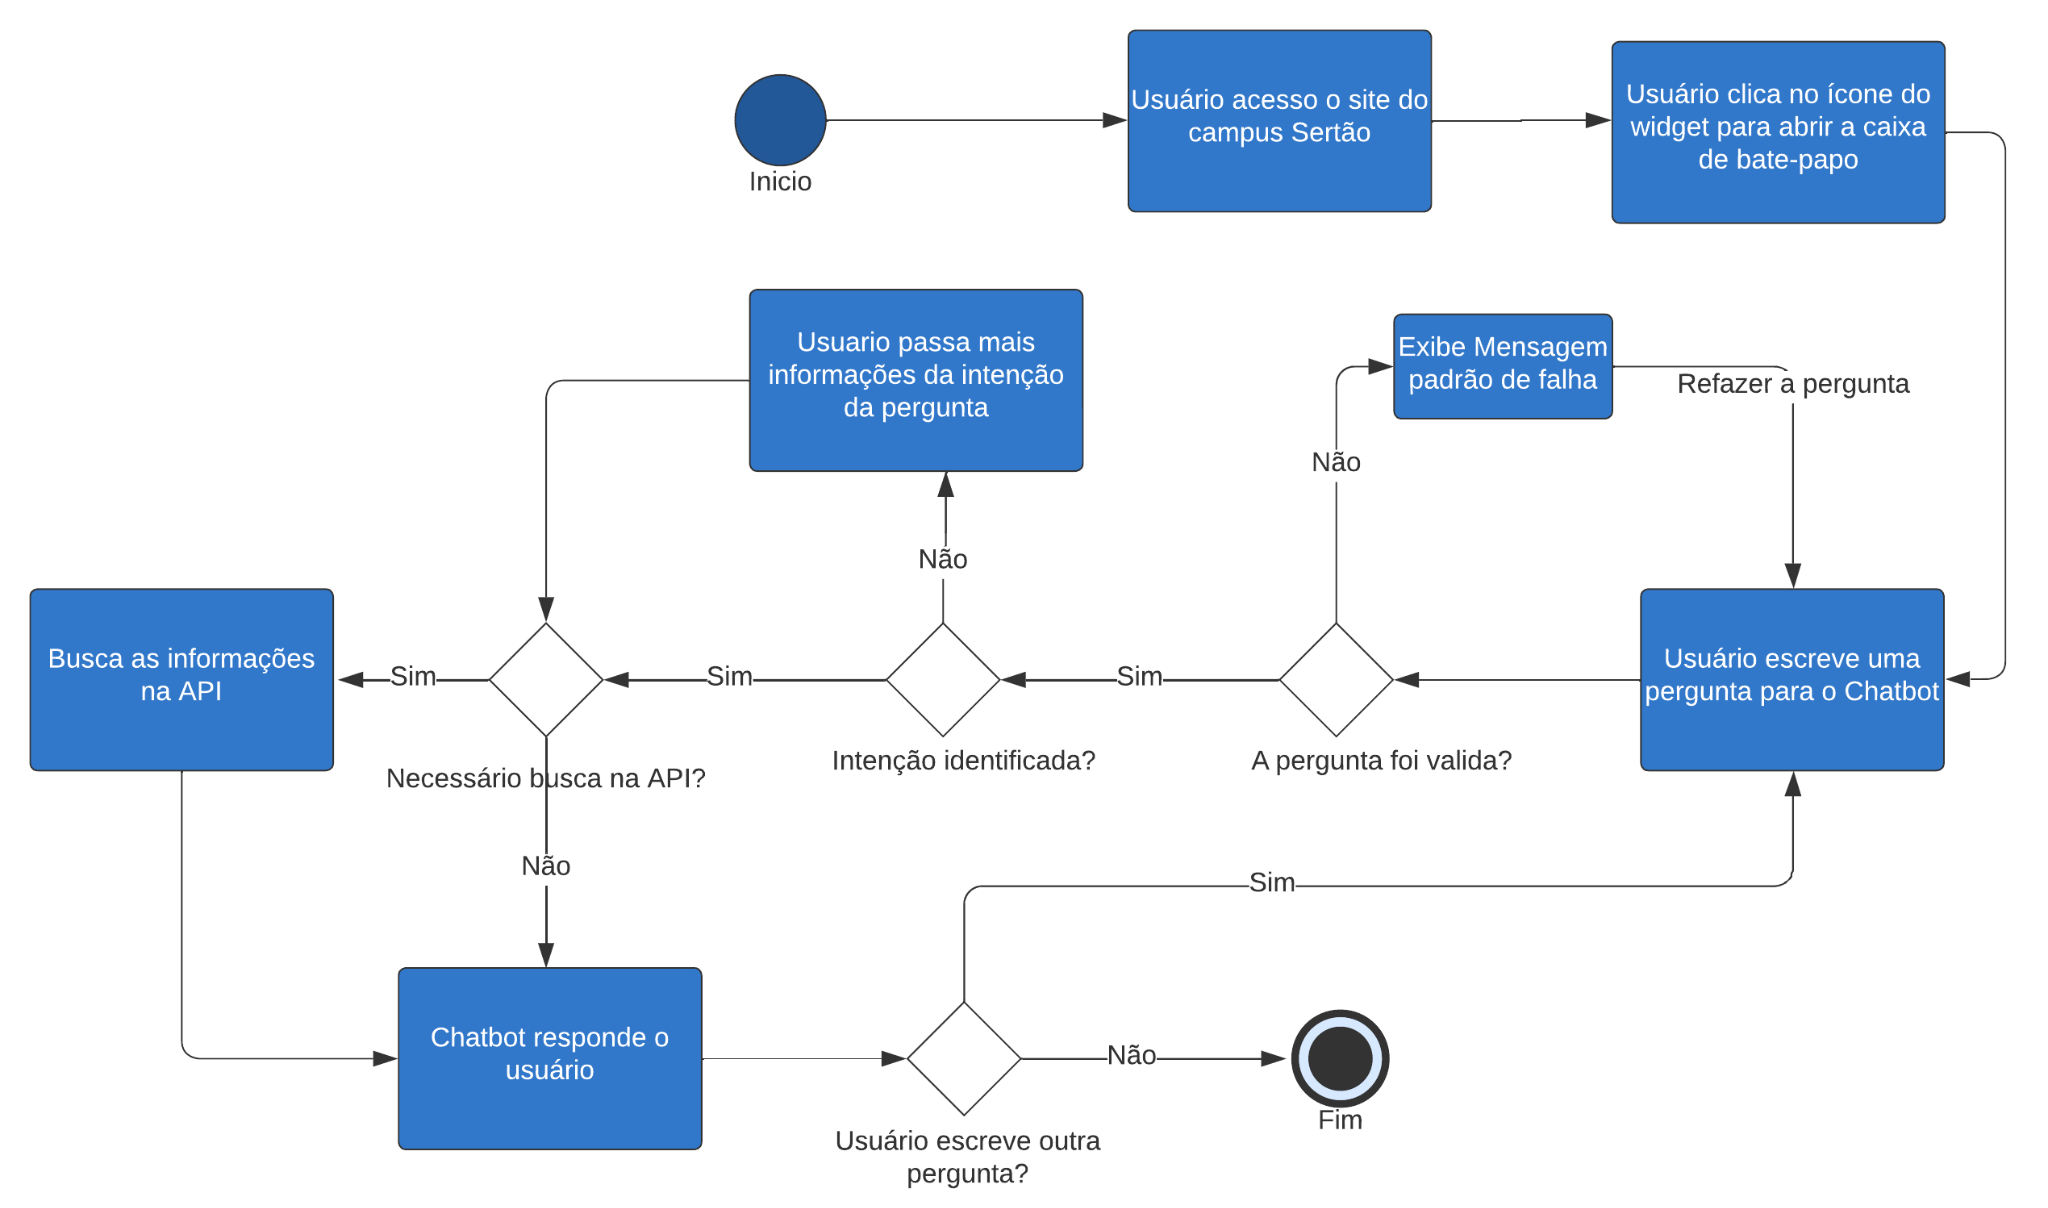 Inicio
Usuário acesso o site do
campus Sertão
Usuário clica no ícone do
widget para abrir a caixa
de bate-papo
Usuario passa mais
informações da intenção
da pergunta
Exibe Mensagem
padrão de falha
Refazer a pergunta
Não
Não
Busca as informações
na API
Sim
Sim
Sim
Usuário escreve uma
pergunta para o Chatbot
Necessário busca na API?
Intenção identificada?
A pergunta foi valida?
Não
Sim
Chatbot responde o
usuário
Não
Fim
Usuário escreve outra
pergunta?